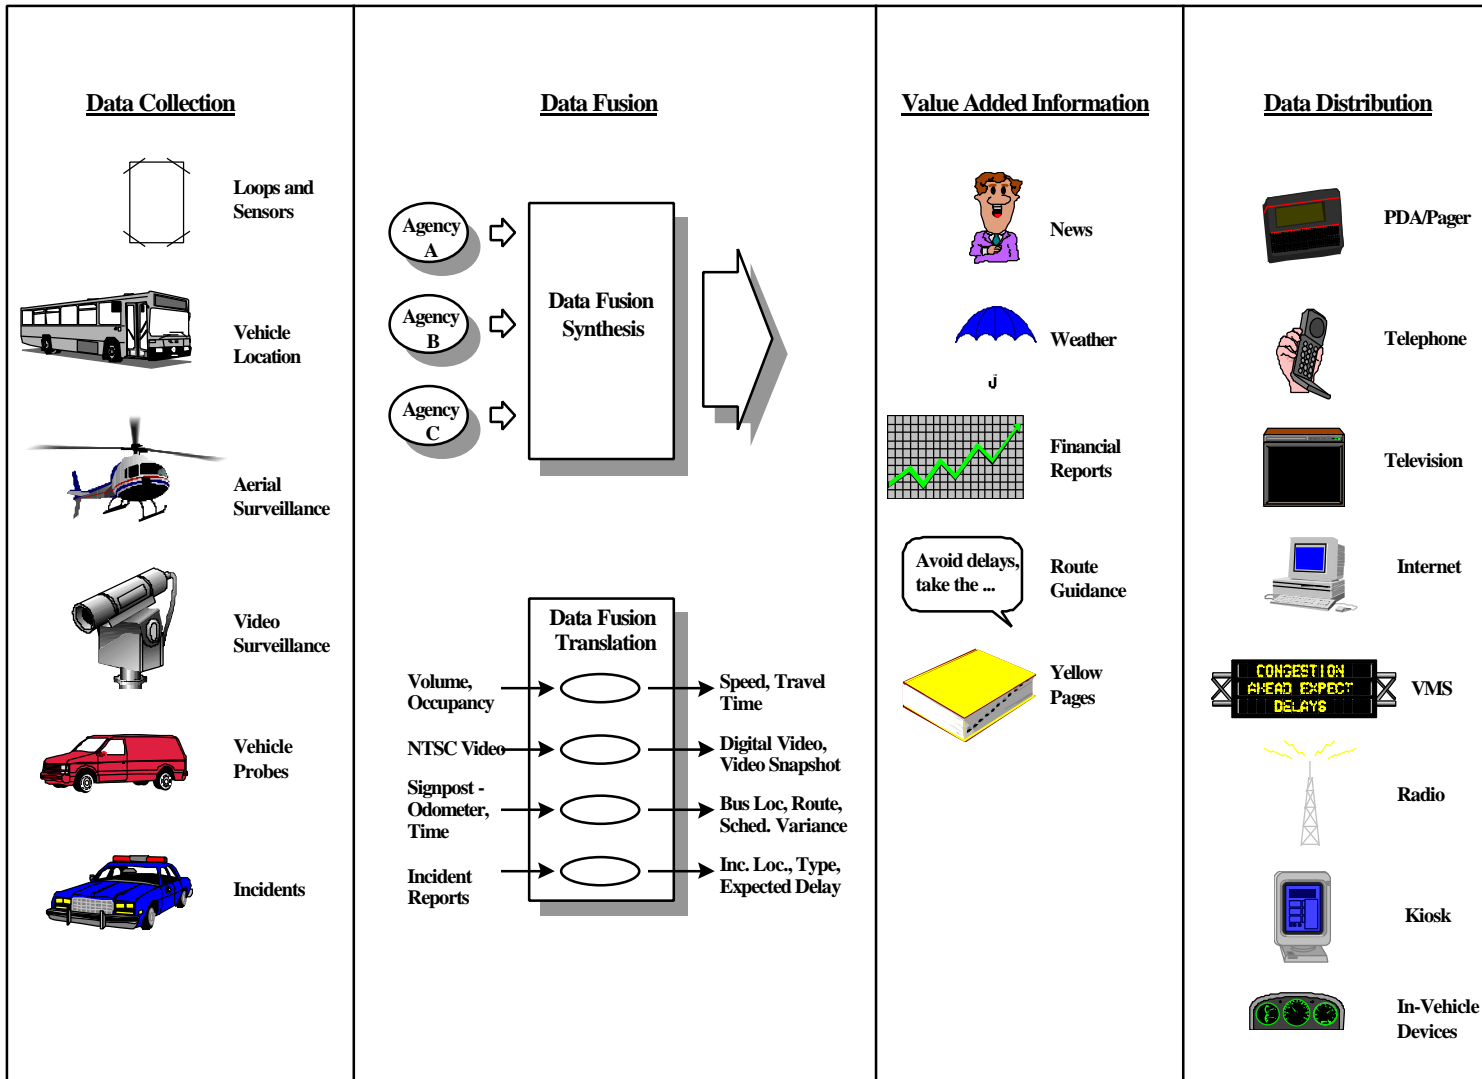 Data Collection
Loops and
Sensors
Vehicle
Location
Aerial
Surveillance
Video
Surveillance
Vehicle
Probes
Incidents
Data Fusion
Agency
A
Agency
B
Agency
C
Data Fusion
Synthesis
Data Fusion
Translation
Volume,
Occupancy
Speed, Travel
Time
NTSC Video
Digital Video,
Video Snapshot
Signpost -
Odometer,
Time
Bus Loc, Route,
Sched. Variance
Incident
Reports
Inc. Loc., Type,
Expected Delay
Value Added Information
News
Weather
Financial
Reports
Avoid delays,
take the ...
Route
Guidance
Yellow
Pages
Data Distribution
PDA/Pager
Telephone
Television
Internet
CONGESTION
AHEAD EXPECT
DELAYS
VMS
Radio
Kiosk
In-Vehicle
Devices